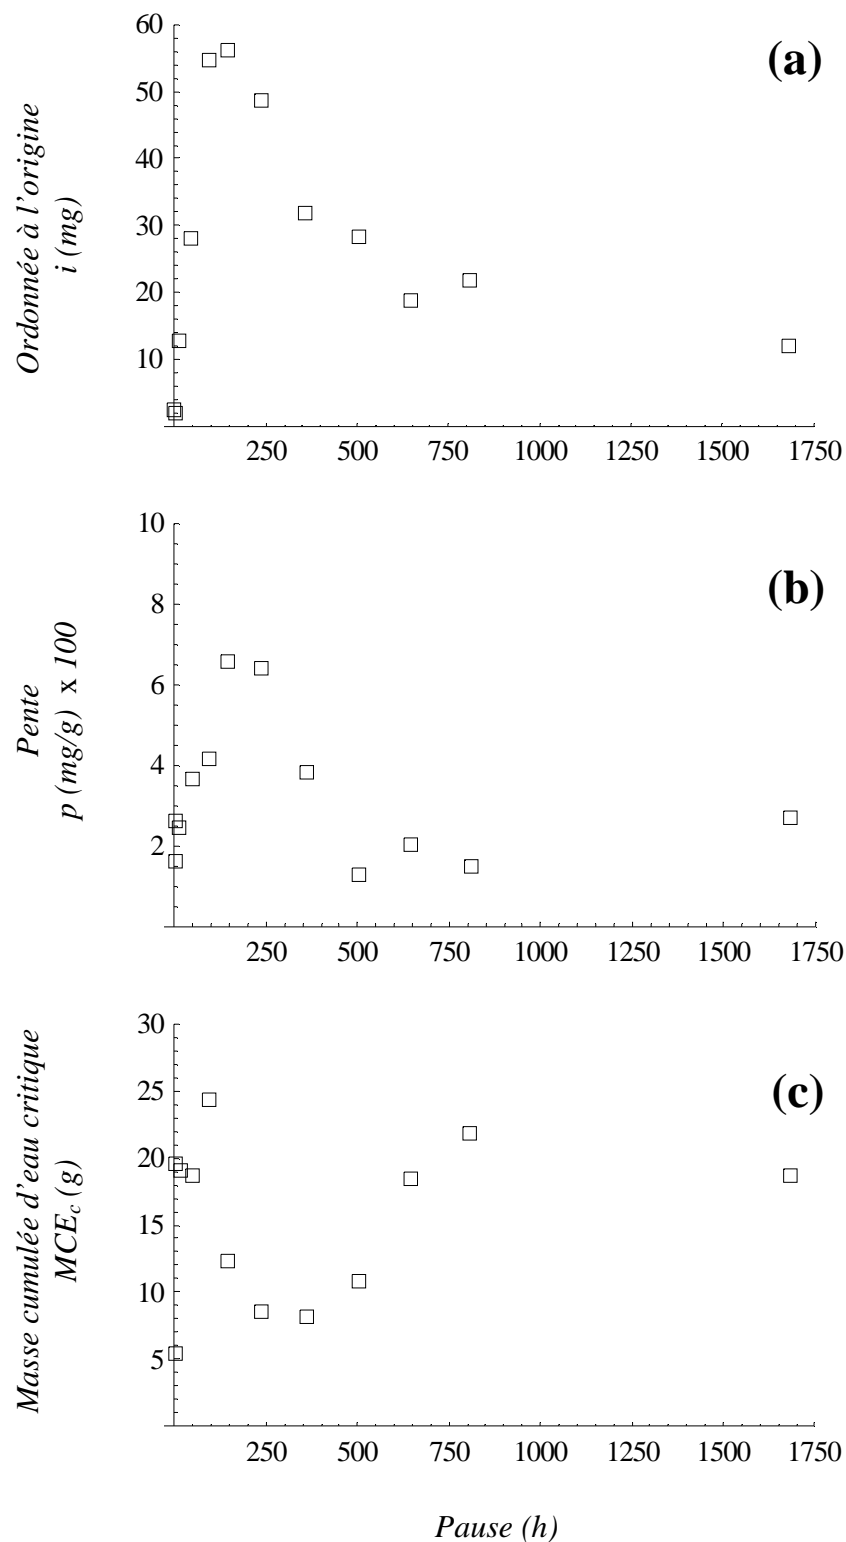 60
50
40
30
20
10
(a)
Ordonnée à l'origine
i (mg)
250 500 750 1000 1250 1500 1750
10
8
6
4
2
(b)
Pente
p (mg/g) x 100
250 500 750 1000 1250 1500 1750
30
25
20
15
10
5
(c)
Masse cumulée d'eau critique
MCEc (g)
250 500 750 1000 1250 1500 1750
Pause (h)